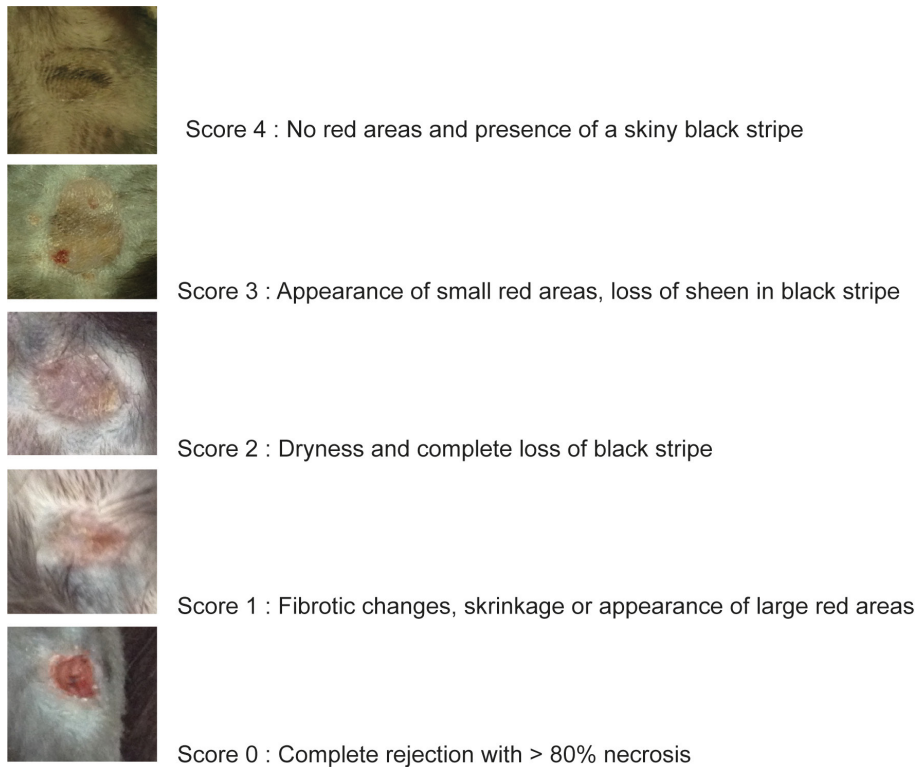 Score 4 : No red areas and presence of a skiny black stripe
Score 3 : Appearance of small red areas, loss of sheen in black stripe
Score 2 : Dryness and complete loss of black stripe
Score 1 : Fibrotic changes, skrinkage or appearance of large red areas
Score 0 : Complete rejection with > 80% necrosis